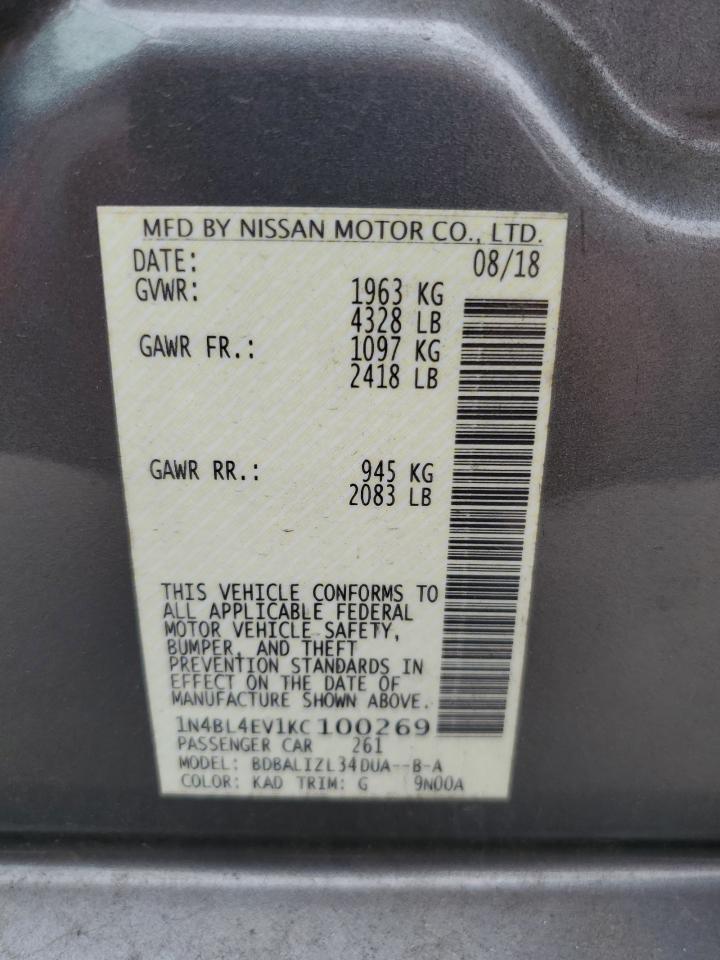 MFD BY NISSAN MOTOR CO., LTD.
DATE: 08/18
GVWR: 1963 KG
4328 LB
GAWR FR.: 1097 KG
2418 LB
GAWR RR.: 945 KG
2083 LB
THIS VEHICLE CONFORMS TO
ALL APPLICABLE FEDERAL
MOTOR VEHICLE SAFETY,
BUMPER, AND THEFT
PREVENTION STANDARDS IN
EFFECT ON THE DATE OF
MANUFACTURE SHOWN ABOVE.
1N4BL4EV1KC100269
PASSENGER CAR 261
MODEL: BDBALIZL34DUA--B-A
COLOR: KAD TRIM: G 9N00A